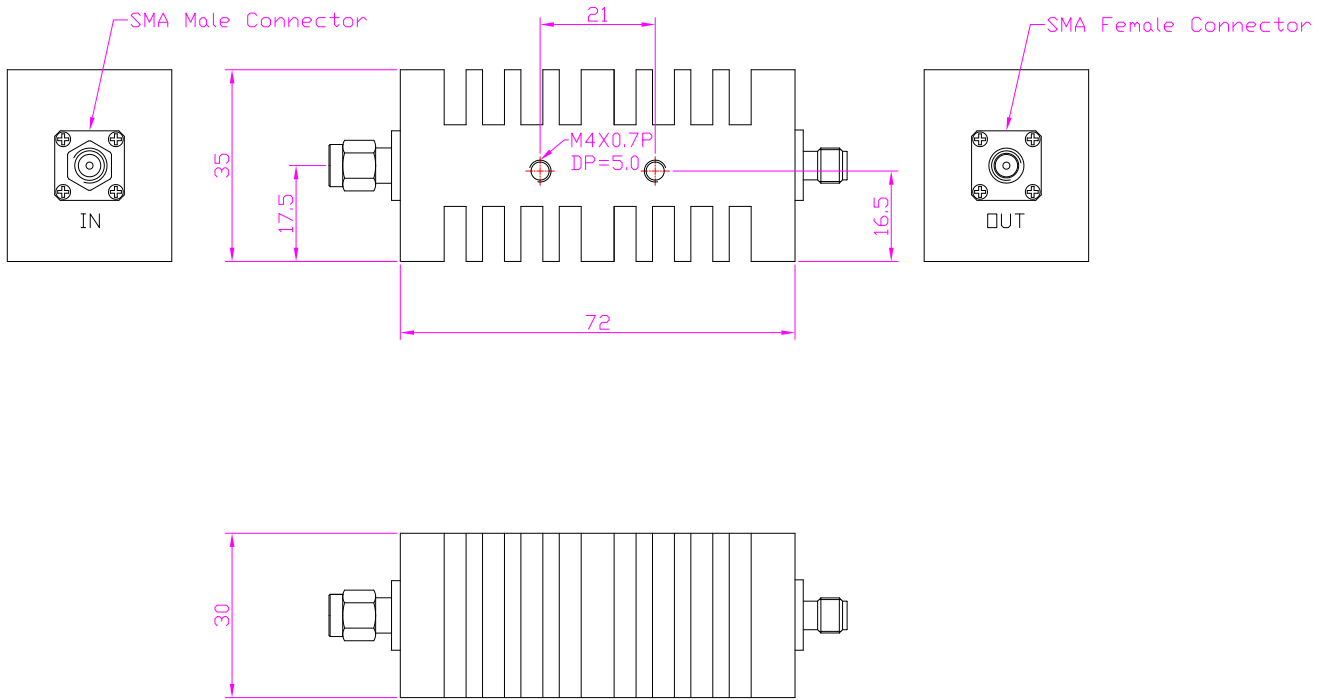 SMA Male Connector
21
SMA Female Connector
35
17.5
M4X0.7P
DP=5.0
16.5
IN
OUT
72
30